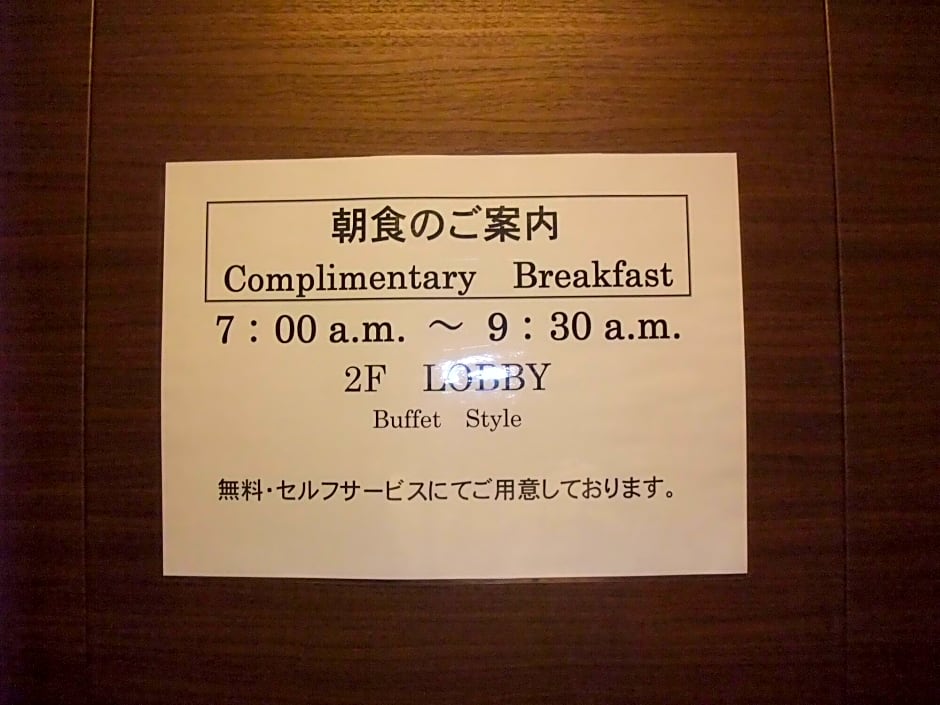 朝食のご案内
Complimentary Breakfast
7：00 a.m. ～ 9：30 a.m.
2F LOBBY
Buffet Style
無料・セルフサービスにてご用意しております。